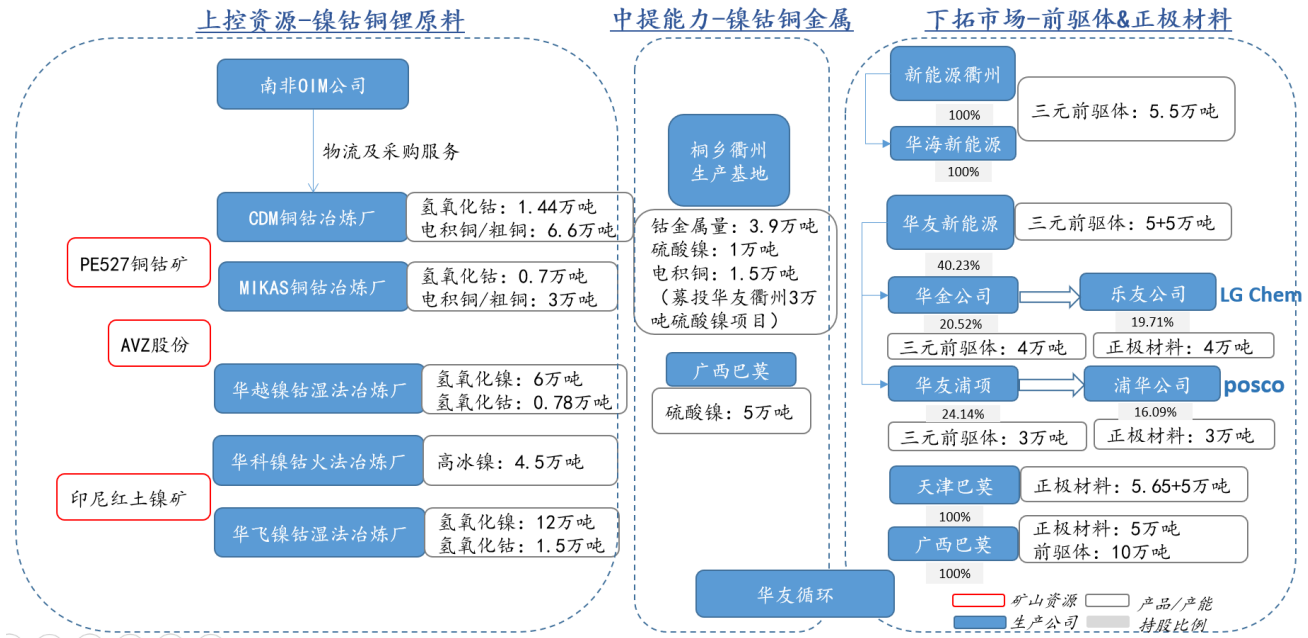 上控资源-镍钴铜锂原料
南非OIM公司
物流及采购服务
CDM铜钴冶炼厂
氢氧化钴：1.44万吨
电积铜/粗铜：6.6万吨
PE527铜钴矿
MIKAS铜钴冶炼厂
氢氧化钴：0.7万吨
电积铜/粗铜：3万吨
AVZ股份
华越镍钴湿法冶炼厂
氢氧化镍：6万吨
氢氧化钴：0.78万吨
华科镍钴火法冶炼厂
高冰镍：4.5万吨
印尼红土镍矿
华飞镍钴湿法冶炼厂
氢氧化镍：12万吨
氢氧化钴：1.5万吨
中提能力-镍钴铜金属
桐乡衢州
生产基地
钴金属量：3.9万吨
硫酸镍：1万吨
电积铜：1.5万吨
（募投华友衢州3万
吨硫酸镍项目）
广西巴莫
硫酸镍：5万吨
华友循环
下拓市场-前驱体&正极材料
新能源衢州
100%
三元前驱体：5.5万吨
华海新能源
100%
华友新能源
三元前驱体：5+5万吨
40.23%
华金公司
乐友公司
LG Chem
20.52%
19.71%
三元前驱体：4万吨
正极材料：4万吨
华友浦项
浦华公司
posco
24.14%
16.09%
三元前驱体：3万吨
正极材料：3万吨
天津巴莫
正极材料：5.65+5万吨
100%
广西巴莫
正极材料：5万吨
前驱体：10万吨
100%
矿山资源
产品/产能
生产公司
持股比例